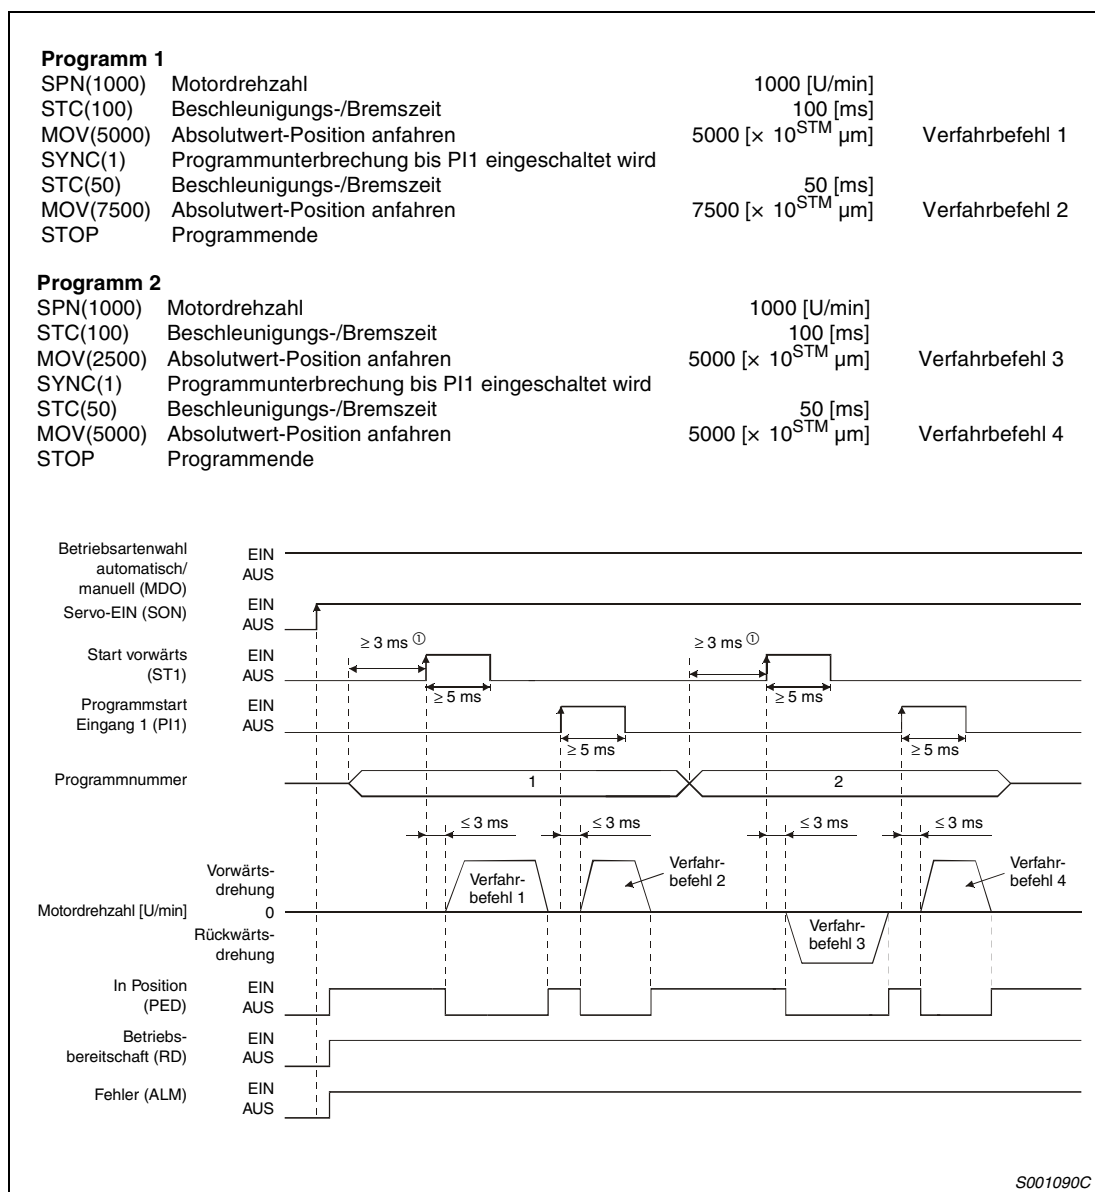 Programm 1
SPN(1000) Motordrehzahl 1000 [U/min]
STC(100) Beschleunigungs-/Bremszeit 100 [ms]
MOV(5000) Absolutwert-Position anfahren 5000 [× 10^STM µm] Verfahrbefehl 1
SYNC(1) Programmunterbrechung bis PI1 eingeschaltet wird
STC(50) Beschleunigungs-/Bremszeit 50 [ms]
MOV(7500) Absolutwert-Position anfahren 7500 [× 10^STM µm] Verfahrbefehl 2
STOP Programmende
Programm 2
SPN(1000) Motordrehzahl 1000 [U/min]
STC(100) Beschleunigungs-/Bremszeit 100 [ms]
MOV(2500) Absolutwert-Position anfahren 5000 [× 10^STM µm] Verfahrbefehl 3
SYNC(1) Programmunterbrechung bis PI1 eingeschaltet wird
STC(50) Beschleunigungs-/Bremszeit 50 [ms]
MOV(5000) Absolutwert-Position anfahren 5000 [× 10^STM µm] Verfahrbefehl 4
STOP Programmende
Betriebsartenwahl
automatisch/
manuell (MDO)
EIN
AUS
Servo-EIN (SON)
EIN
AUS
≥ 3 ms ① ≥ 3 ms ①
Start vorwärts
(ST1)
EIN
AUS
≥ 5 ms ≥ 5 ms
Programmstart
Eingang 1 (PI1)
EIN
AUS
≥ 5 ms ≥ 5 ms
Programmnummer 1 2
≤ 3 ms ≤ 3 ms ≤ 3 ms ≤ 3 ms
Vorwärts-
drehung
Verfahr-
befehl 1
Verfahr-
befehl 2
Verfahr-
befehl 4
Motordrehzahl [U/min] 0
Rückwärts-
drehung
Verfahr-
befehl 3
In Position
(PED)
EIN
AUS
Betriebs-
bereitschaft (RD)
EIN
AUS
Fehler (ALM)
EIN
AUS
S001090C